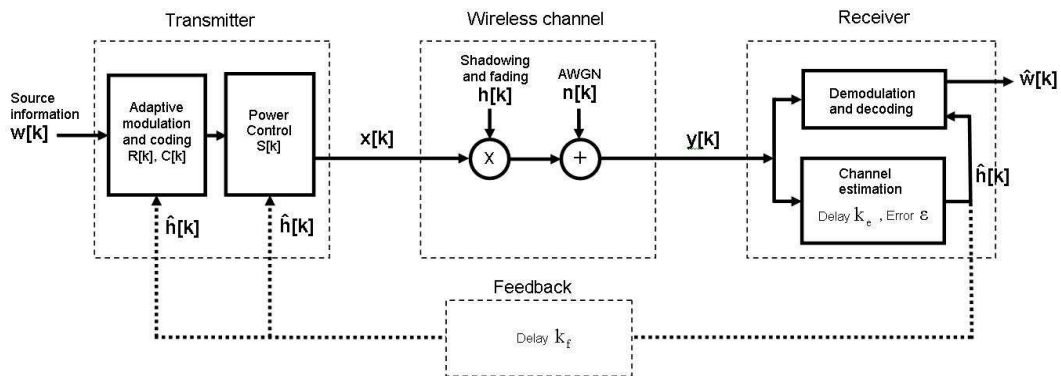 Transmitter
Wireless channel
Receiver
Source
information
w[k]
Adaptive
modulation
and coding
R[k], C[k]
Power
Control
S[k]
ĥ[k]
ĥ[k]
x[k]
Shadowing
and fading
h[k]
X
AWGN
n[k]
+
y[k]
Demodulation
and decoding
ŵ[k]
Channel
estimation
Delay kₑ , Error ε
ĥ[k]
Feedback
Delay k_f